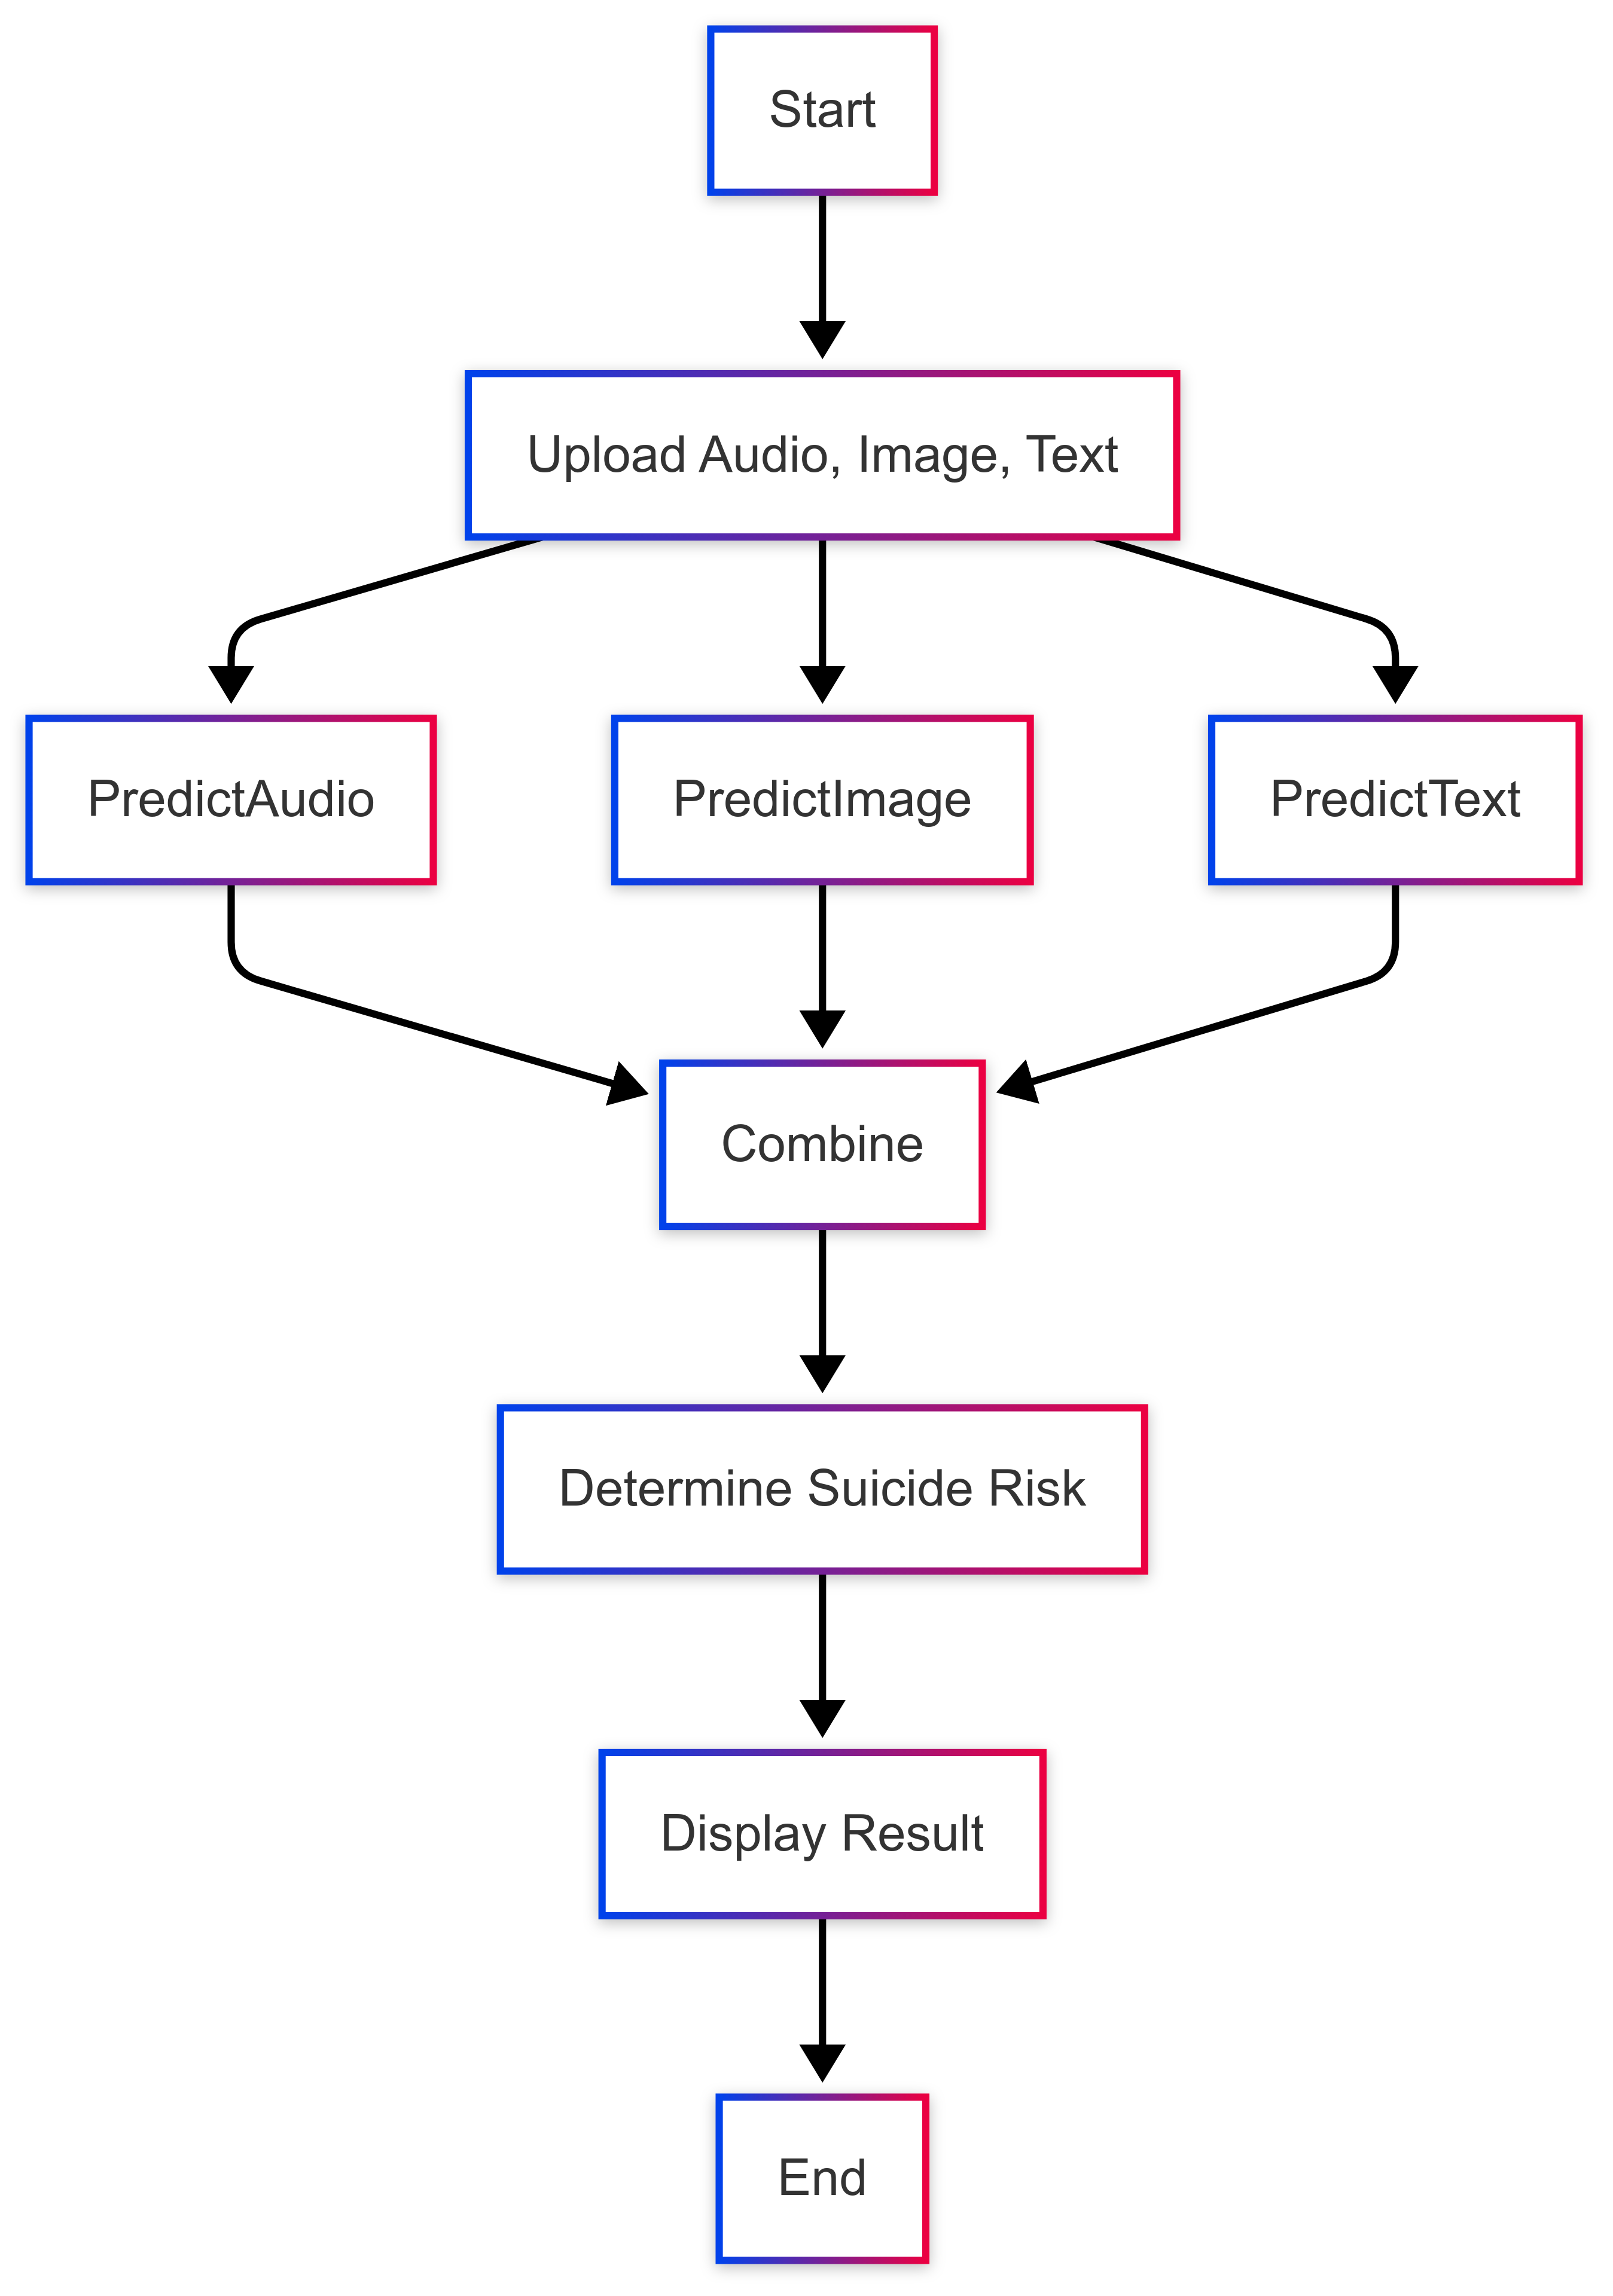 Start
Upload Audio, Image, Text
PredictAudio
PredictImage
PredictText
Combine
Determine Suicide Risk
Display Result
End